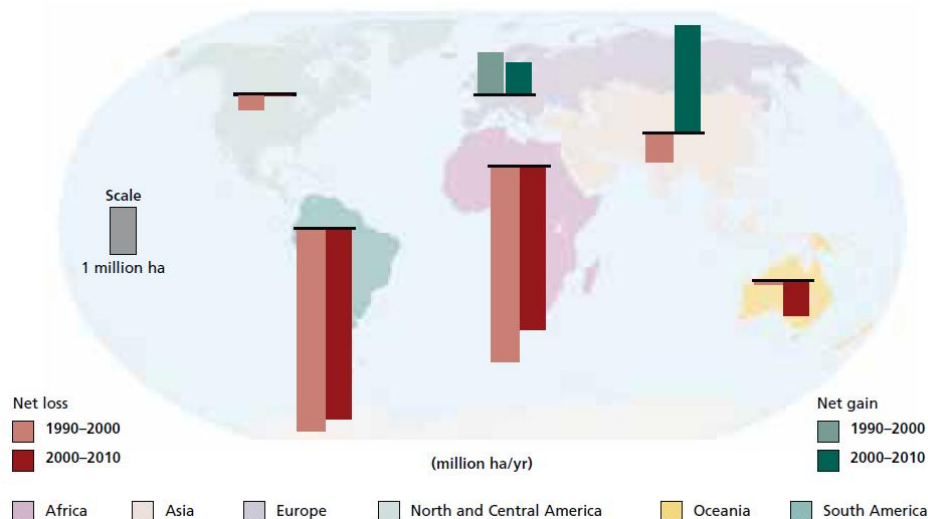 Scale
1 million ha
Net loss
1990–2000
2000–2010
(million ha/yr)
Net gain
1990–2000
2000–2010
Africa
Asia
Europe
North and Central America
Oceania
South America